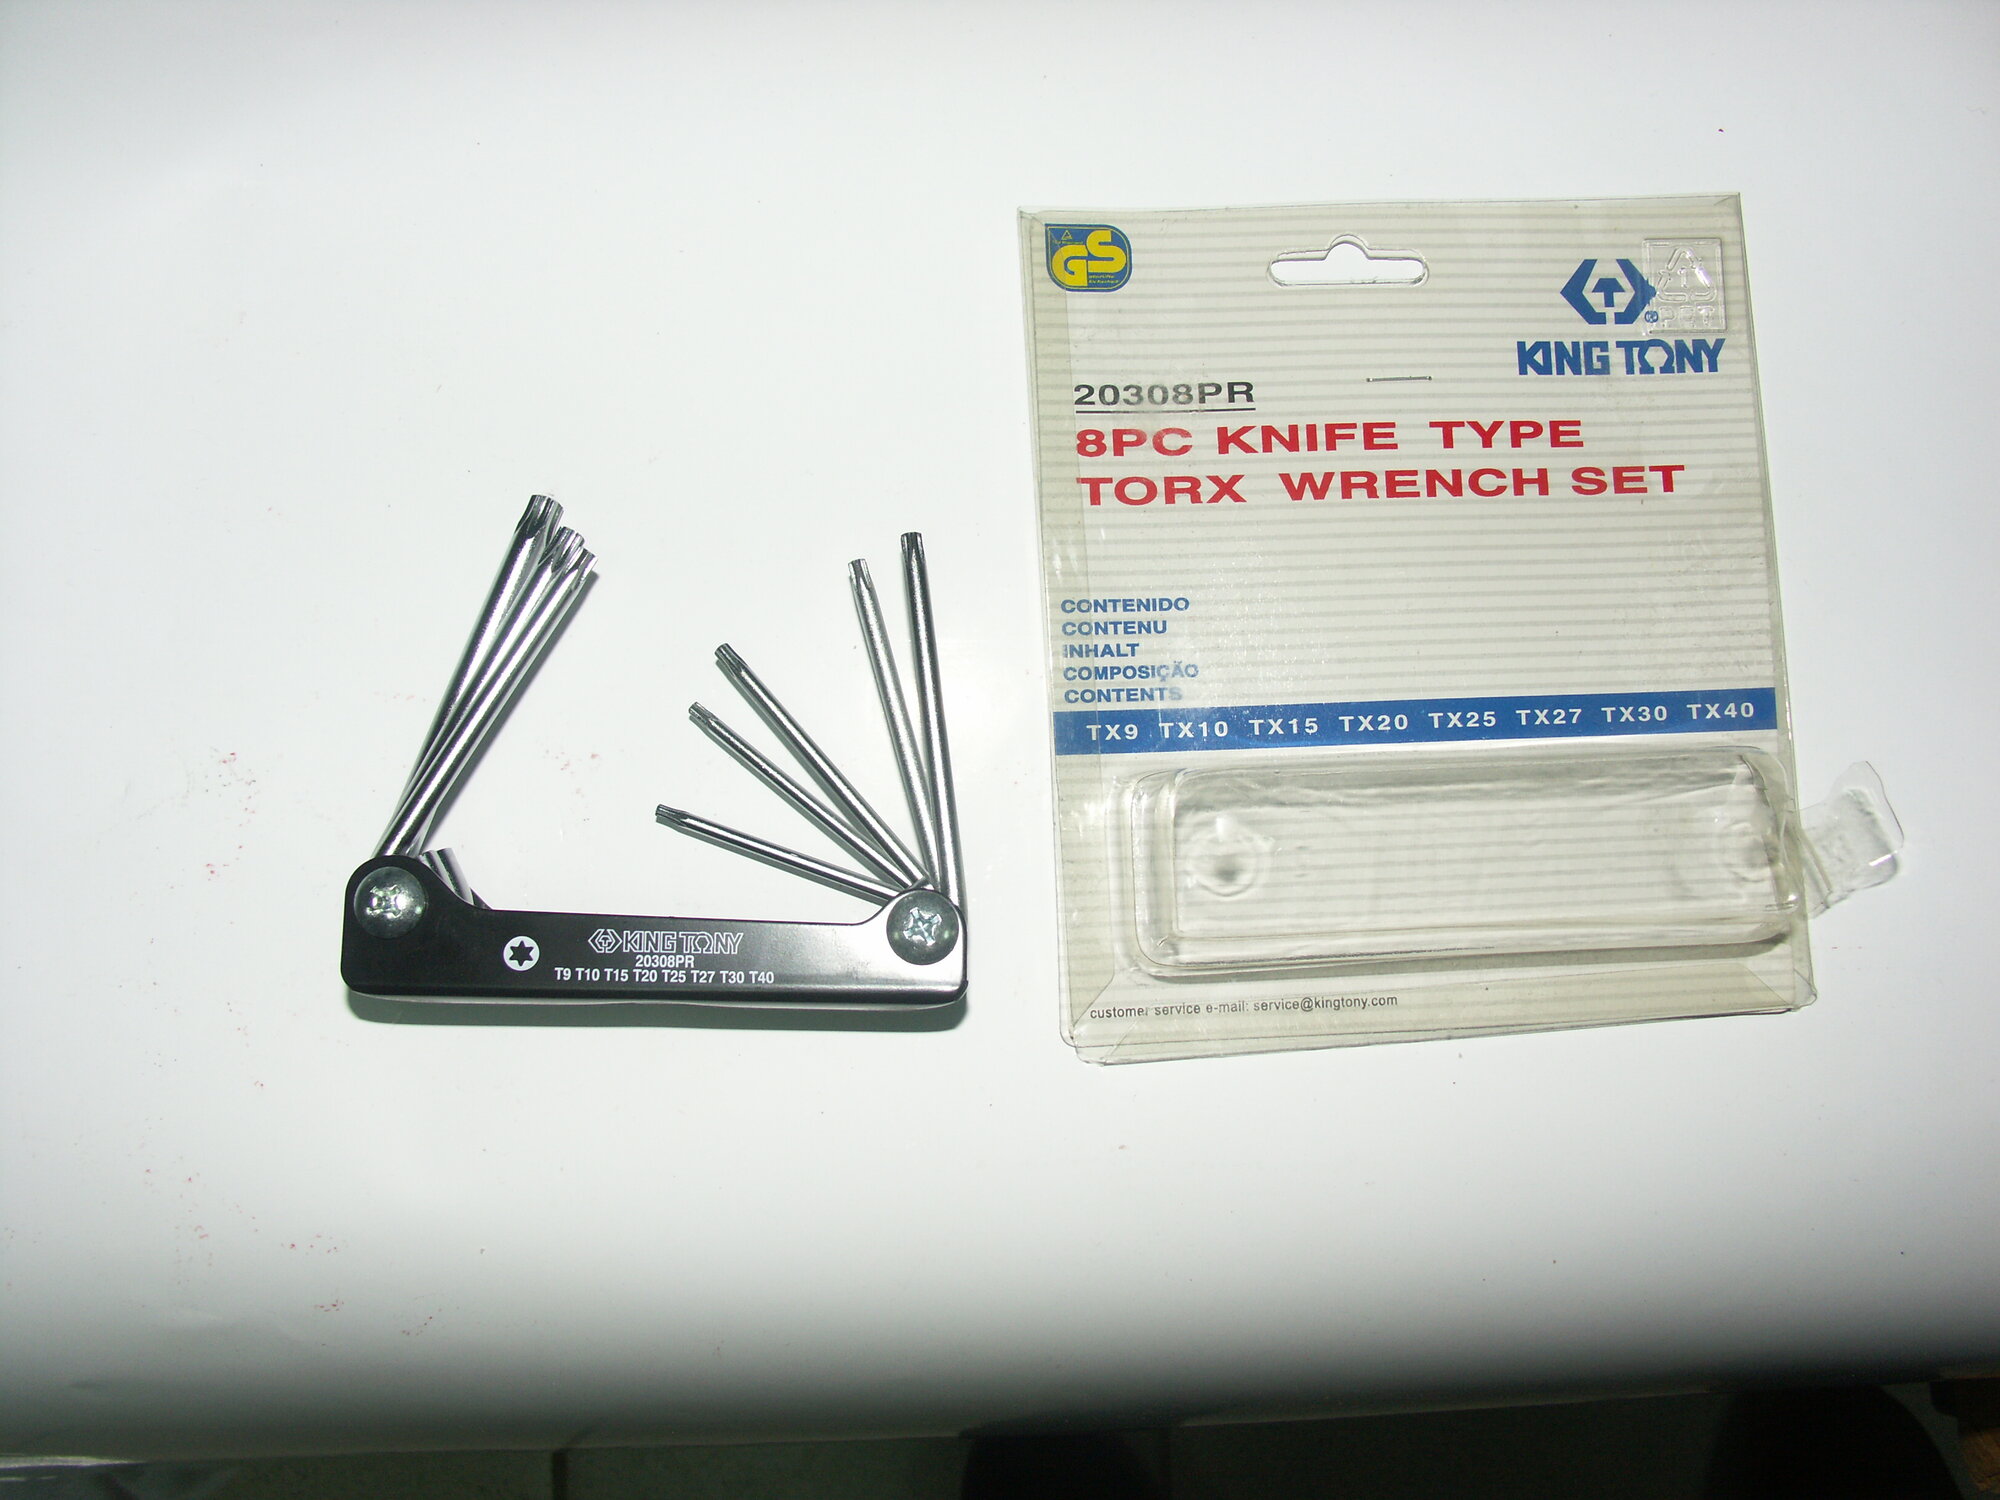 KING TONY
20308PR
T9 T10 T15 T20 T25 T27 T30 T40
GS
PET
KING TONY
20308PR
8PC KNIFE TYPE
TORX WRENCH SET
CONTENIDO
CONTENU
INHALT
COMPOSIÇÃO
CONTENTS
TX9 TX10 TX15 TX20 TX25 TX27 TX30 TX40
customer service e-mail: service@kingtony.com